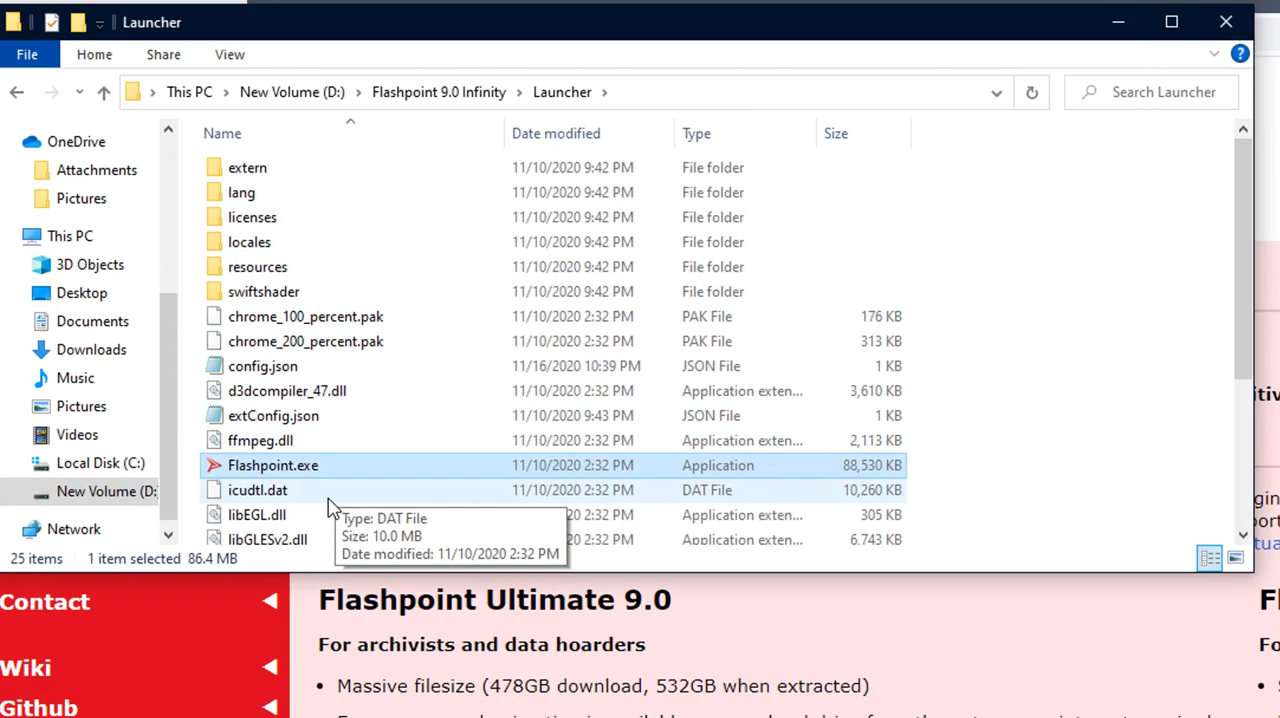 Launcher
File Home Share View
This PC New Volume (D:) Flashpoint 9.0 Infinity Launcher Search Launcher
Name Date modified Type Size
OneDrive
Attachments
Pictures
This PC
3D Objects
Desktop
Documents
Downloads
Music
Pictures
Videos
Local Disk (C:)
New Volume (D:
Network
extern 11/10/2020 9:42 PM File folder
lang 11/10/2020 9:42 PM File folder
licenses 11/10/2020 9:42 PM File folder
locales 11/10/2020 9:42 PM File folder
resources 11/10/2020 9:42 PM File folder
swiftshader 11/10/2020 9:42 PM File folder
chrome_100_percent.pak 11/10/2020 2:32 PM PAK File 176 KB
chrome_200_percent.pak 11/10/2020 2:32 PM PAK File 313 KB
config.json 11/16/2020 10:39 PM JSON File 1 KB
d3dcompiler_47.dll 11/10/2020 2:32 PM Application exten... 3,610 KB
extConfig.json 11/10/2020 9:43 PM JSON File 1 KB
ffmpeg.dll 11/10/2020 2:32 PM Application exten... 2,113 KB
Flashpoint.exe 11/10/2020 2:32 PM Application 88,530 KB
icudtl.dat 11/10/2020 2:32 PM DAT File 10,260 KB
libEGL.dll 2:32 PM Application exten... 305 KB
libGLESv2.dll 2:32 PM Application exten... 6,743 KB
Type: DAT File
Size: 10.0 MB
Date modified: 11/10/2020 2:32 PM
25 items 1 item selected 86.4 MB
Contact
Wiki
Github
Flashpoint Ultimate 9.0
For archivists and data hoarders
• Massive filesize (478GB download, 532GB when extracted)